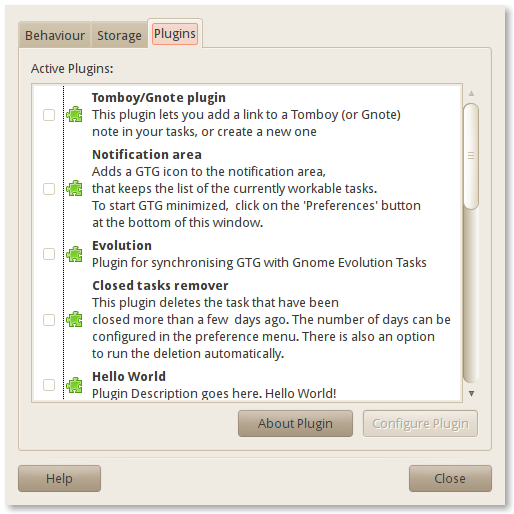 Behaviour Storage Plugins
Active Plugins:
Tomboy/Gnote plugin
This plugin lets you add a link to a Tomboy (or Gnote)
note in your tasks, or create a new one
Notification area
Adds a GTG icon to the notification area,
that keeps the list of the currently workable tasks.
To start GTG minimized,  click on the 'Preferences' button
at the bottom of this window.
Evolution
Plugin for synchronising GTG with Gnome Evolution Tasks
Closed tasks remover
This plugin deletes the task that have been
closed more than a few  days ago. The number of days can be
configured in the preference menu. There is also an option
to run the deletion automatically.
Hello World
Plugin Description goes here. Hello World!
About Plugin Configure Plugin
Help Close